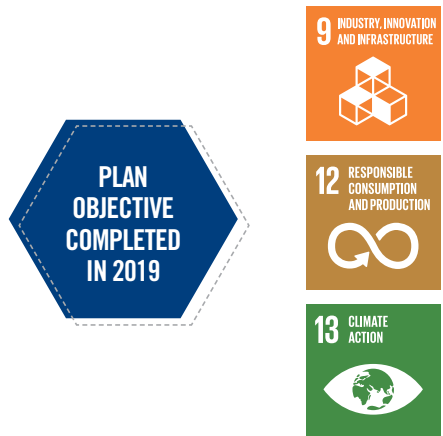 PLAN
OBJECTIVE
COMPLETED
IN 2019
9 INDUSTRY, INNOVATION
AND INFRASTRUCTURE
12 RESPONSIBLE
CONSUMPTION
AND PRODUCTION
13 CLIMATE
ACTION